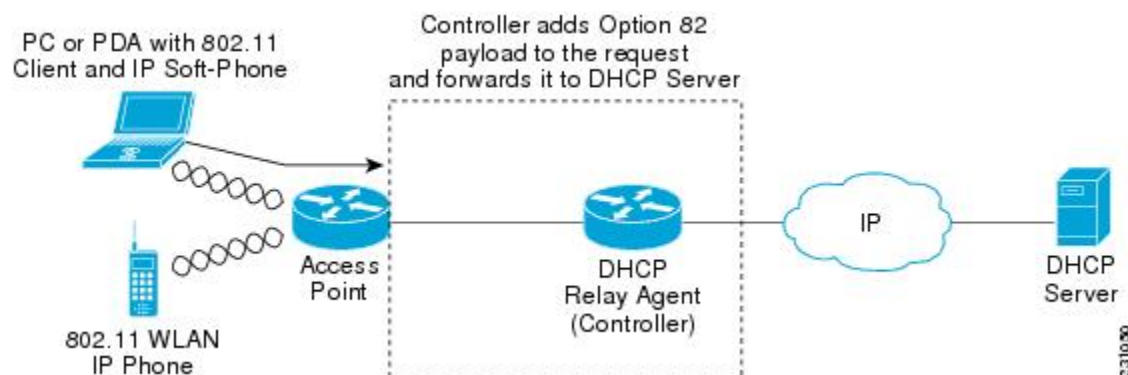 Controller adds Option 82
payload to the request
and forwards it to DHCP Server
PC or PDA with 802.11
Client and IP Soft-Phone
Access
Point
802.11 WLAN
IP Phone
DHCP
Relay Agent
(Controller)
IP
DHCP
Server
231050